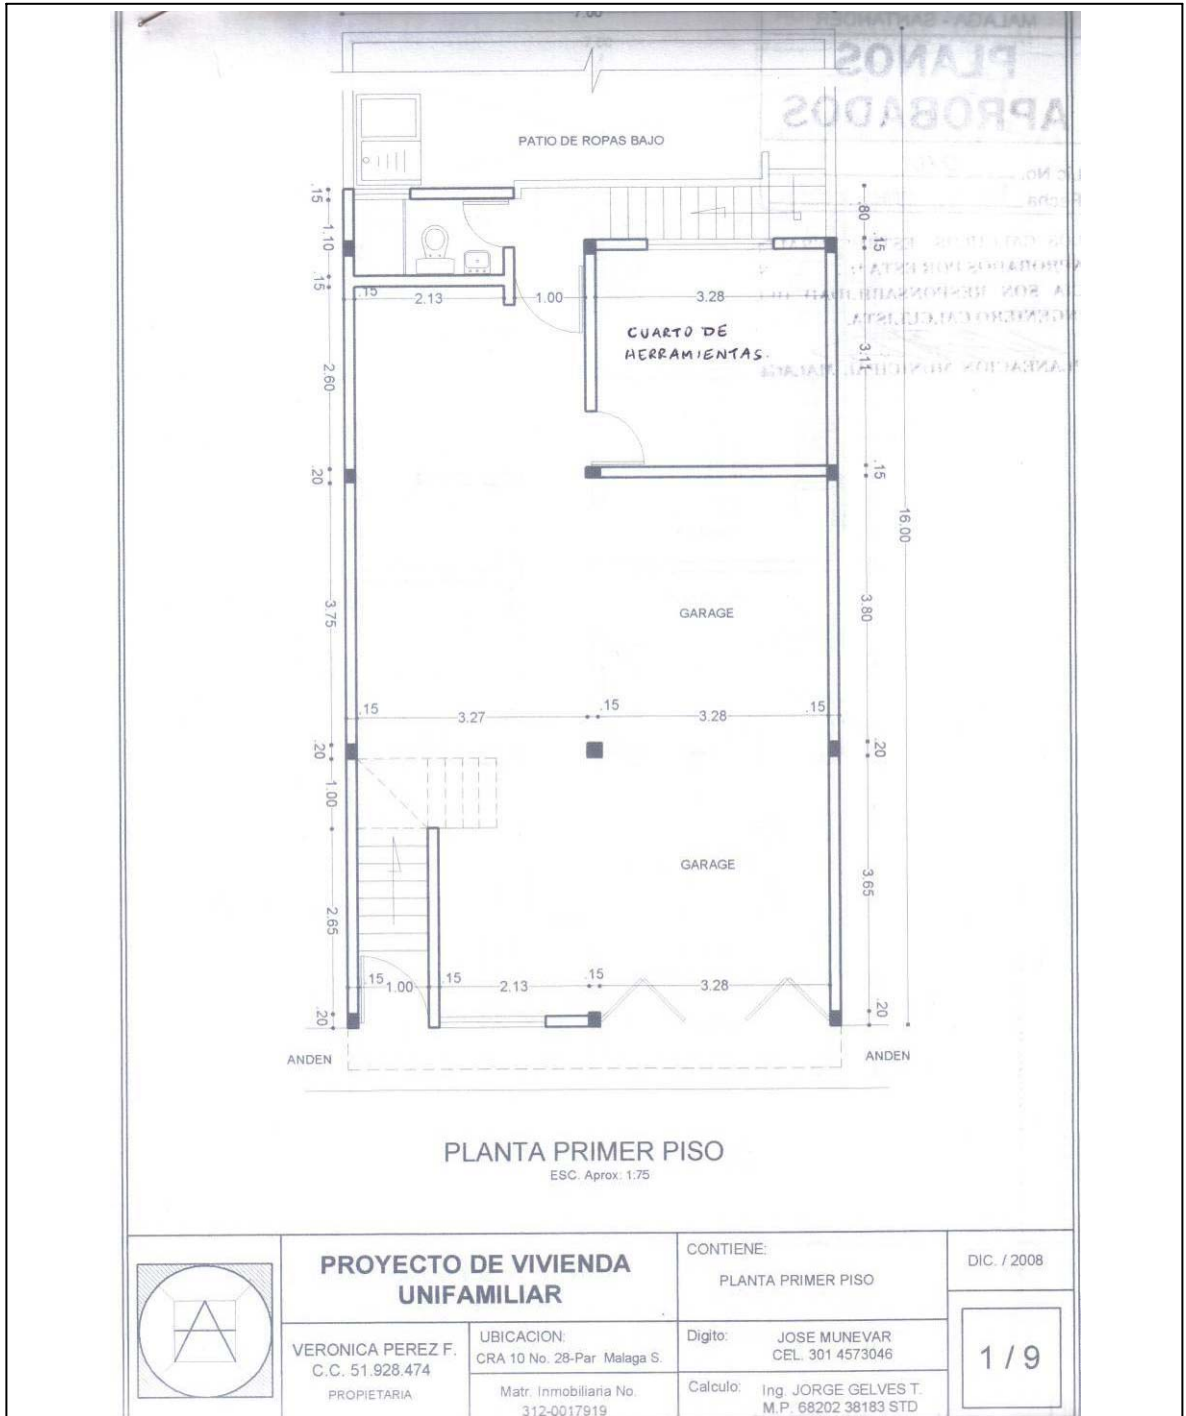 PATIO DE ROPAS BAJO
.15
1.10
.15
.80
.15
.15
2.13
1.00
3.28
CUARTO DE
HERRAMIENTAS.
3.11
2.60
.20
.15
16.00
3.75
GARAGE
3.80
.15
3.27
.15
3.28
.15
.20
.20
1.00
GARAGE
3.65
2.65
.15
1.00
.15
2.13
.15
3.28
.20
.20
ANDEN
ANDEN
PLANTA PRIMER PISO
ESC. Aprox: 1:75
PROYECTO DE VIVIENDA
UNIFAMILIAR
CONTIENE:
PLANTA PRIMER PISO
DIC. / 2008
VERONICA PEREZ F.
C.C. 51.928.474
PROPIETARIA
UBICACION:
CRA 10 No. 28-Par Malaga S.
Matr. Inmobiliaria No.
312-0017919
Digito:
JOSE MUNEVAR
CEL. 301 4573046
Calculo:
Ing. JORGE GELVES T.
M.P. 68202 38183 STD
1 / 9
MALAGA - SANTANDER
PLANOS
APROBADOS